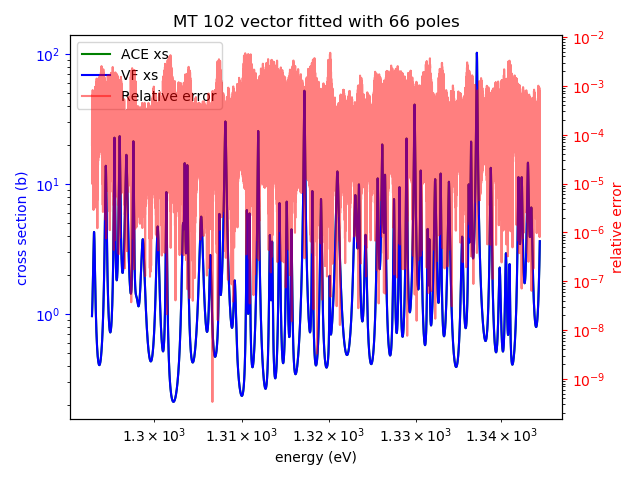 MT 102 vector fitted with 66 poles
ACE xs
VF xs
Relative error
cross section (b)
10²
10¹
10⁰
10⁻²
10⁻³
10⁻⁴
10⁻⁵
10⁻⁶
10⁻⁷
10⁻⁸
10⁻⁹
relative error
1.3 × 10³ 1.31 × 10³ 1.32 × 10³ 1.33 × 10³ 1.34 × 10³
energy (eV)